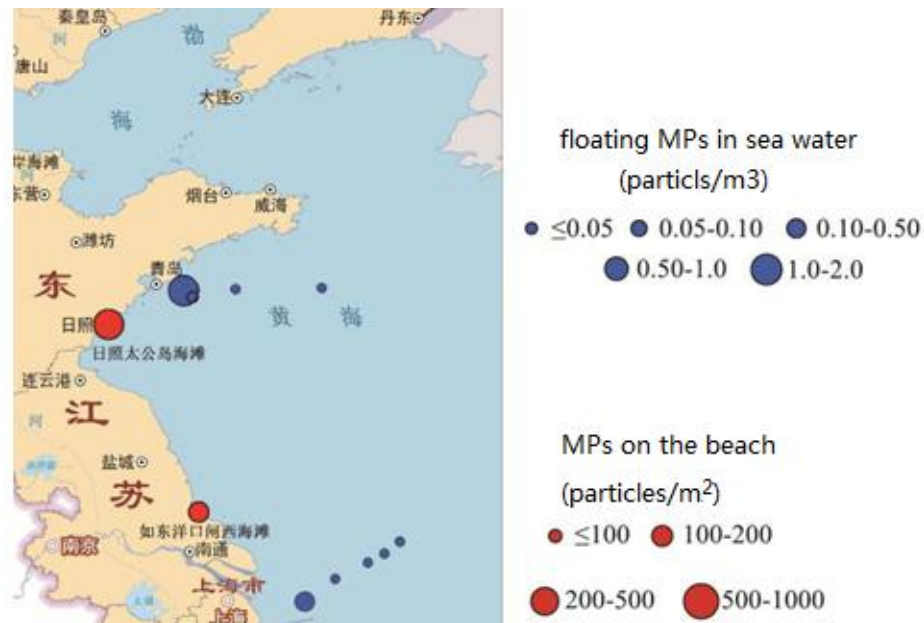 秦皇岛
丹东
河
渤
唐山
大连
海
岸海滩
河
东营
烟台
威海
潍坊
青岛
东
黄 海
日照
日照太公岛海滩
连云港
江
河
盐城
苏
如东洋口闸西海滩
南京
南通
上海市
上海
floating MPs in sea water
(particls/m3)
≤0.05 0.05-0.10 0.10-0.50
0.50-1.0 1.0-2.0
MPs on the beach
(particles/m²)
≤100 100-200
200-500 500-1000